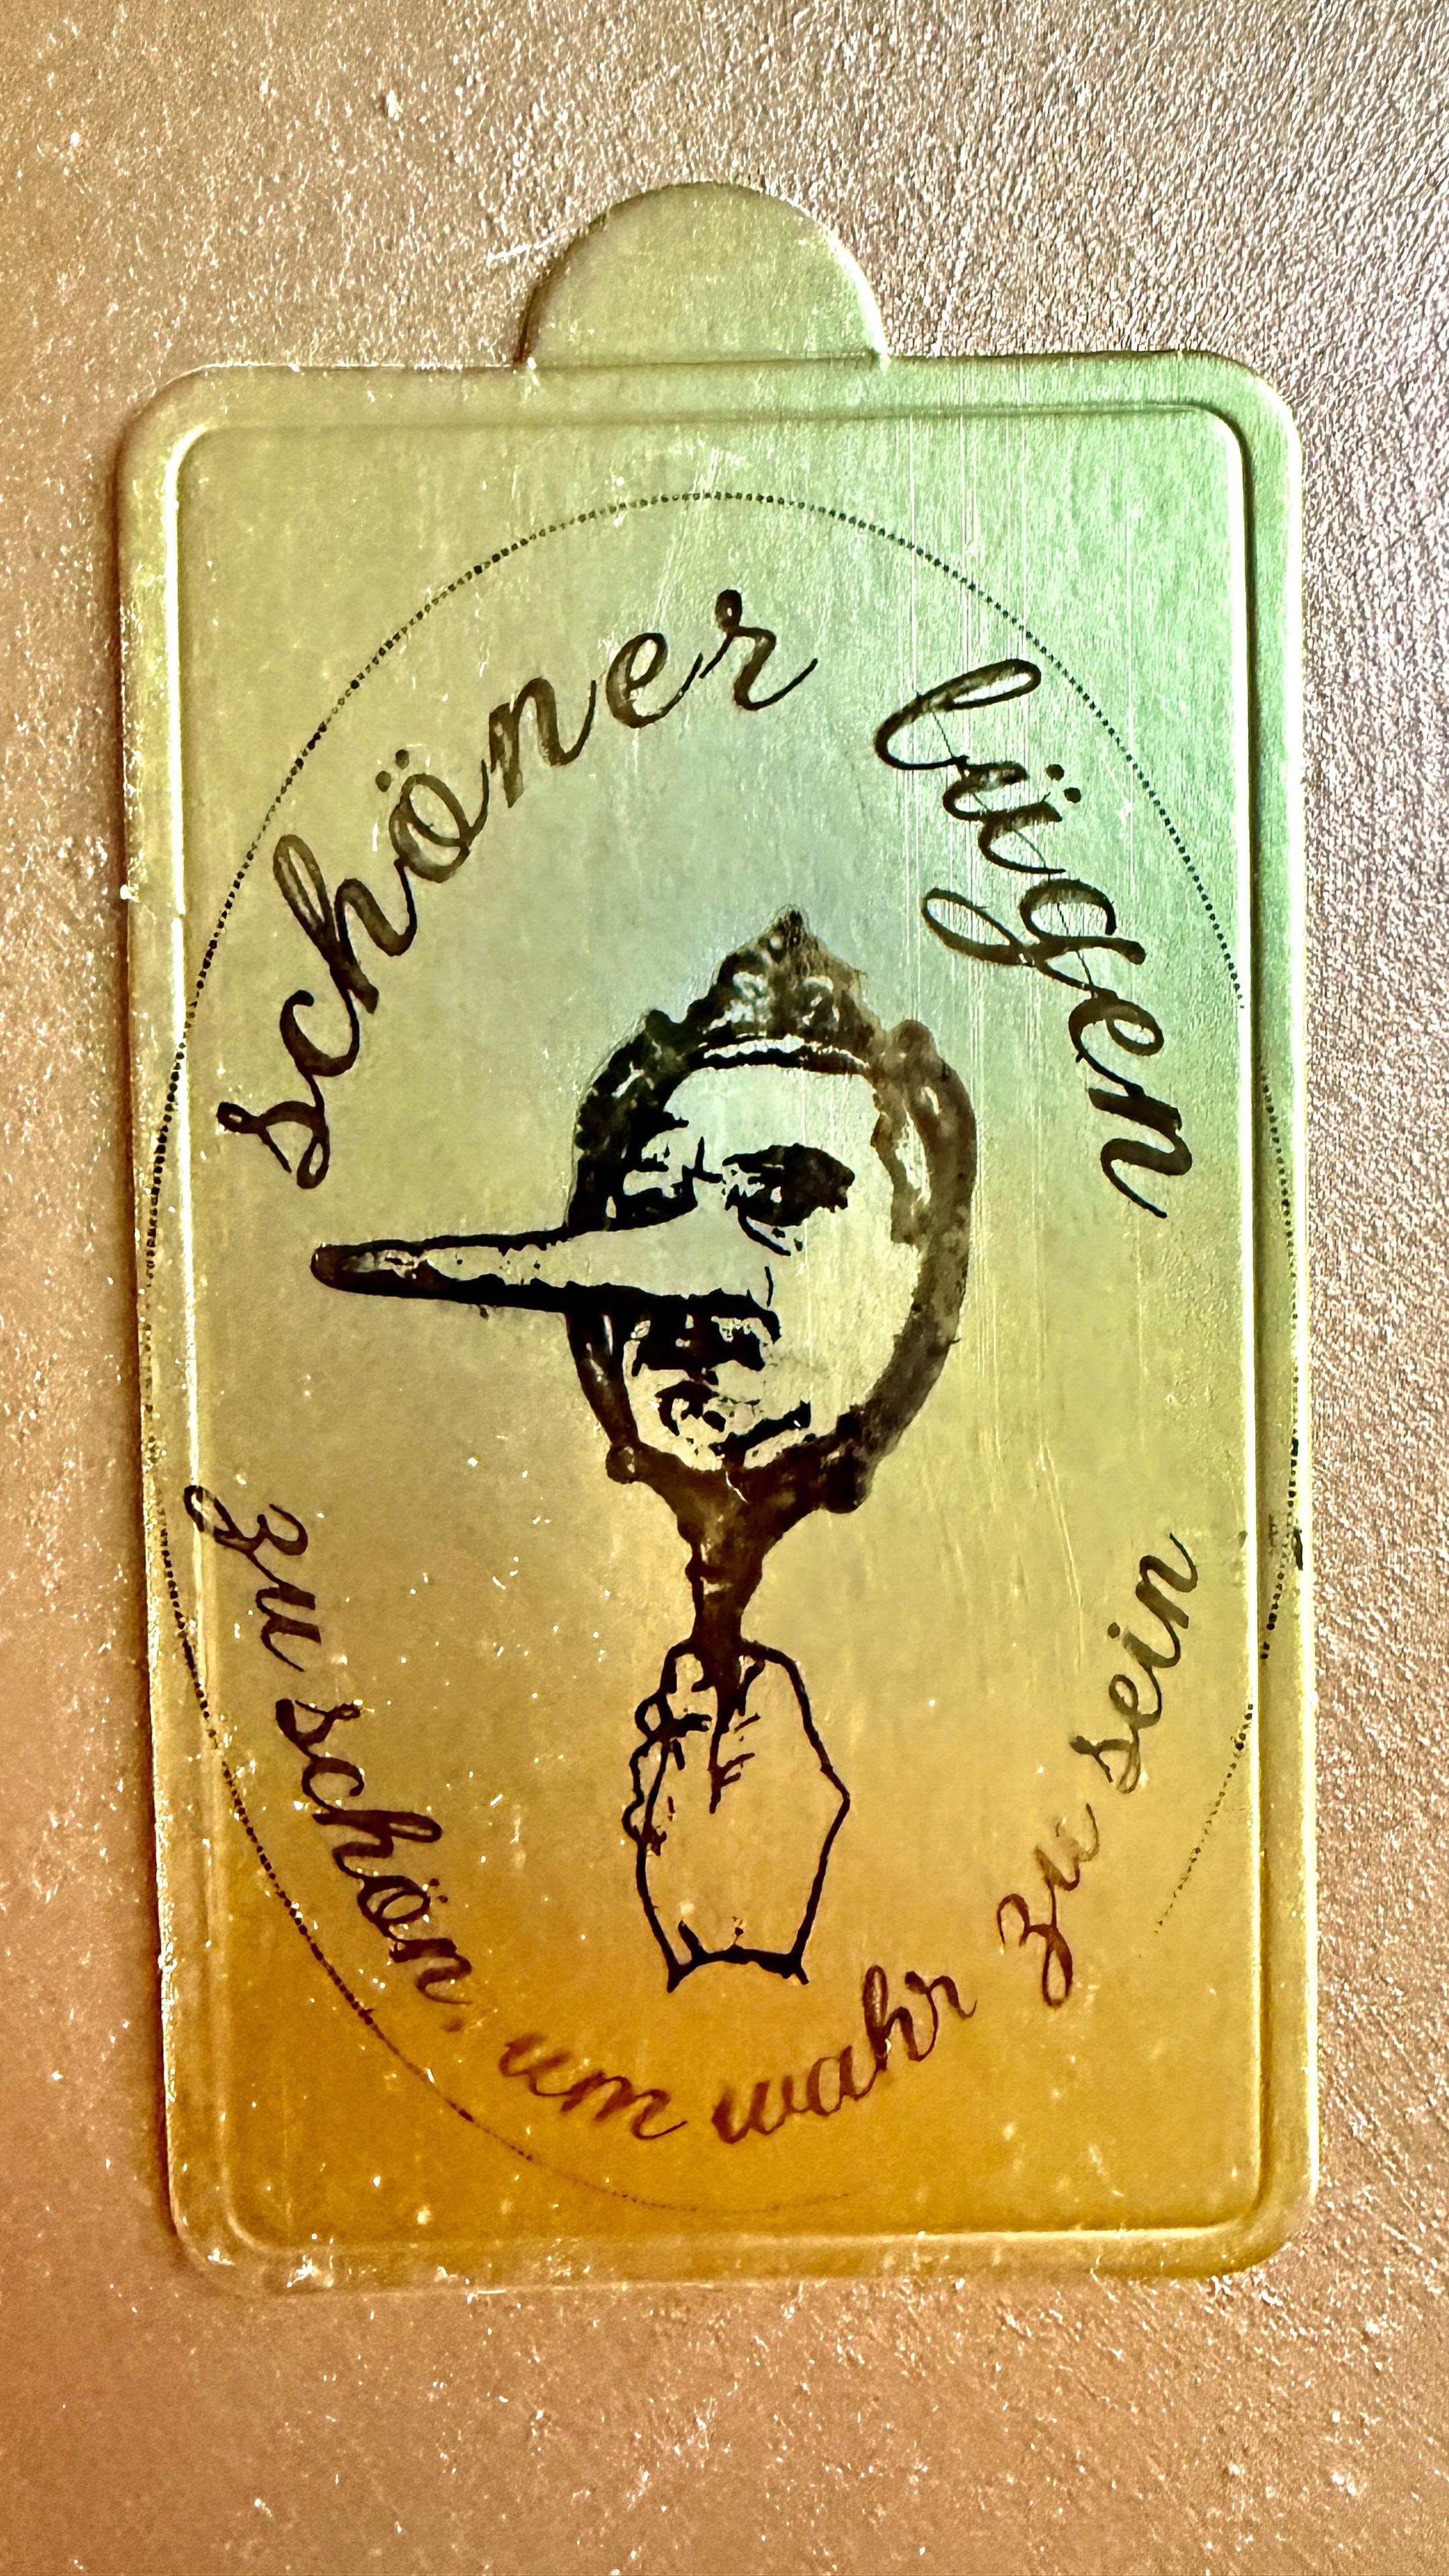 schöner lügen
zu schön, um wahr zu sein